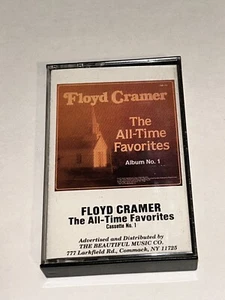 Floyd Cramer
The
All-Time
Favorites
Album No. 1
FLOYD CRAMER
The All-Time Favorites
Cassette No. 1
Advertised and Distributed by
THE BEAUTIFUL MUSIC CO.
777 Larkfield Rd., Commack, NY 11725